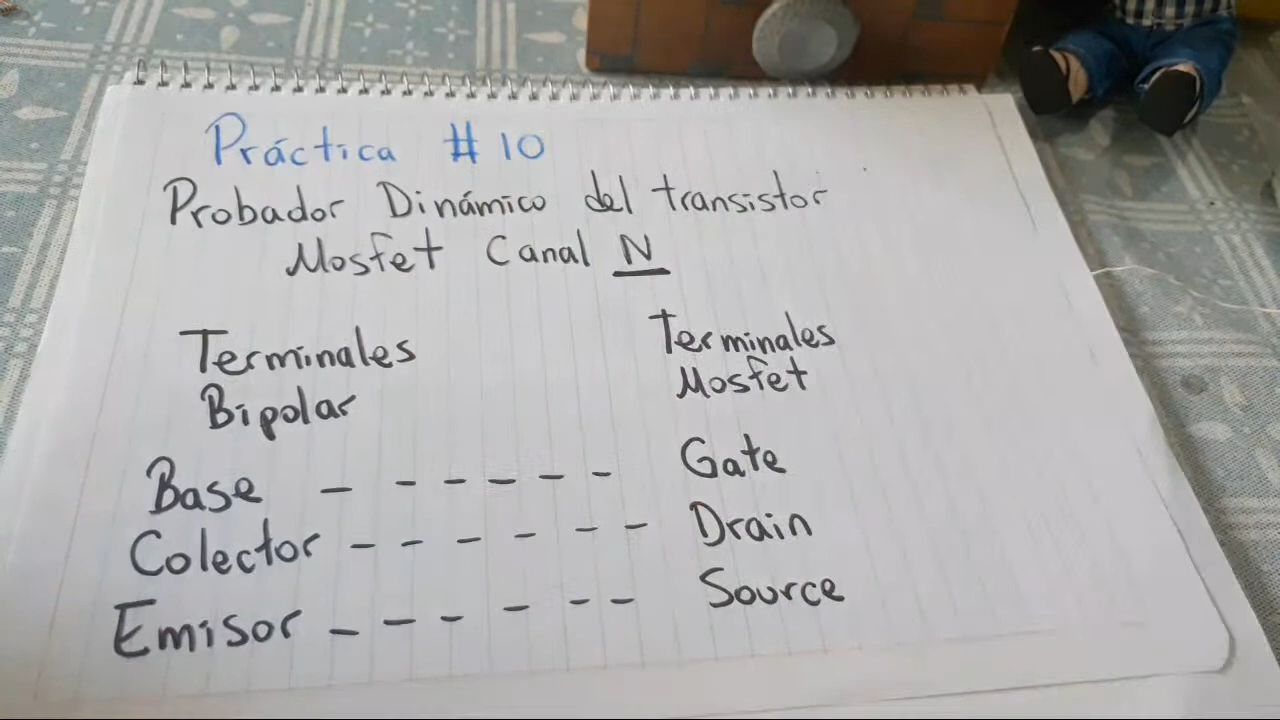 Práctica # 10
Probador Dinámico del transistor
Mosfet Canal N
Terminales Bipolar
Terminales Mosfet
Base - - - - - - Gate
Colector - - - - - - Drain
Emisor - - - - - - Source